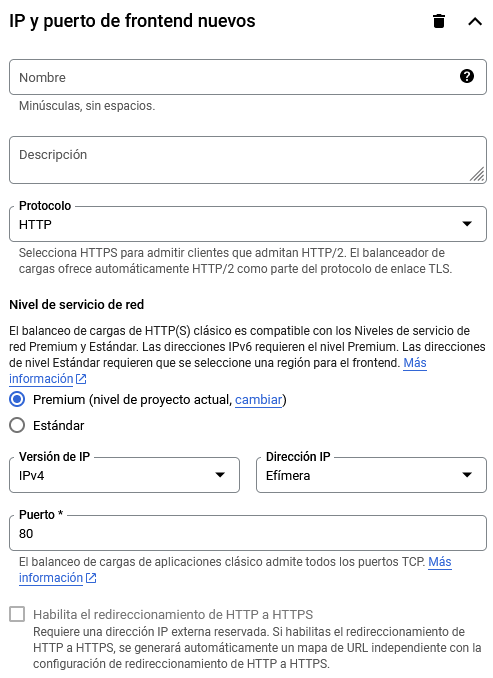 IP y puerto de frontend nuevos
Nombre
Minúsculas, sin espacios.
Descripción
Protocolo
HTTP
Selecciona HTTPS para admitir clientes que admitan HTTP/2. El balanceador de
cargas ofrece automáticamente HTTP/2 como parte del protocolo de enlace TLS.
Nivel de servicio de red
El balanceo de cargas de HTTP(S) clásico es compatible con los Niveles de servicio de
red Premium y Estándar. Las direcciones IPv6 requieren el nivel Premium. Las direcciones
de nivel Estándar requieren que se seleccione una región para el frontend. Más
información
Premium (nivel de proyecto actual, cambiar)
Estándar
Versión de IP
IPv4
Dirección IP
Efímera
Puerto *
80
El balanceo de cargas de aplicaciones clásico admite todos los puertos TCP. Más
información
Habilita el redireccionamiento de HTTP a HTTPS
Requiere una dirección IP externa reservada. Si habilitas el redireccionamiento de
HTTP a HTTPS, se generará automáticamente un mapa de URL independiente con la
configuración de redireccionamiento de HTTP a HTTPS.